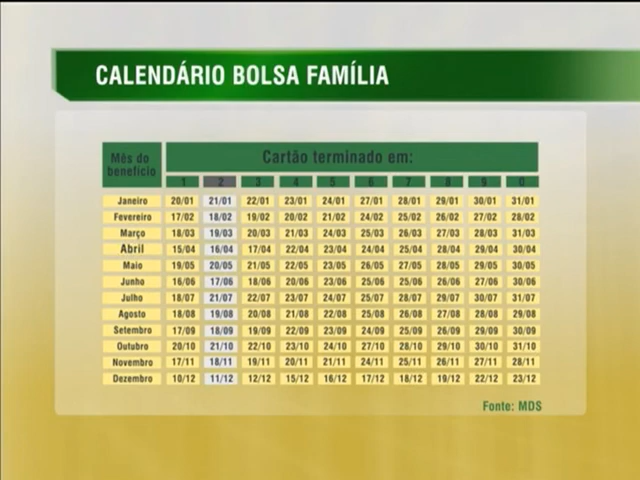 CALENDÁRIO BOLSA FAMÍLIA
Mês do benefício Cartão terminado em:
1 2 3 4 5 6 7 8 9 0
Janeiro 20/01 21/01 22/01 23/01 24/01 27/01 28/01 29/01 30/01 31/01
Fevereiro 17/02 18/02 19/02 20/02 21/02 24/02 25/02 26/02 27/02 28/02
Março 18/03 19/03 20/03 21/03 24/03 25/03 26/03 27/03 28/03 31/03
Abril 15/04 16/04 17/04 22/04 23/04 24/04 25/04 28/04 29/04 30/04
Maio 19/05 20/05 21/05 22/05 23/05 26/05 27/05 28/05 29/05 30/05
Junho 16/06 17/06 18/06 20/06 23/06 25/06 25/06 26/06 27/06 30/06
Julho 18/07 21/07 22/07 23/07 24/07 25/07 28/07 29/07 30/07 31/07
Agosto 18/08 19/08 20/08 21/08 22/08 25/08 26/08 27/08 28/08 29/08
Setembro 17/09 18/09 19/09 22/09 23/09 24/09 25/09 26/09 29/09 30/09
Outubro 20/10 21/10 22/10 23/10 24/10 27/10 28/10 29/10 30/10 31/10
Novembro 17/11 18/11 19/11 20/11 21/11 24/11 25/11 26/11 27/11 28/11
Dezembro 10/12 11/12 12/12 15/12 16/12 17/12 18/12 19/12 22/12 23/12
Fonte: MDS